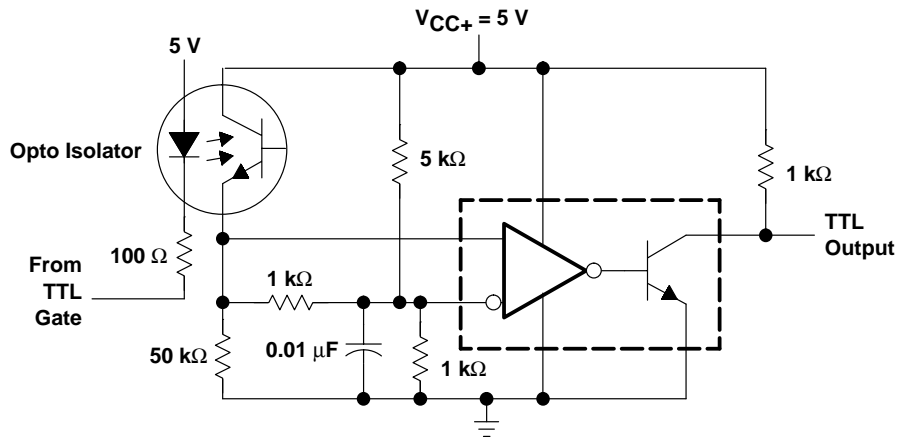 VCC+ = 5 V
5 V
Opto Isolator
5 kΩ
1 kΩ
TTL
Output
100 Ω
From
TTL
Gate
1 kΩ
50 kΩ
0.01 μF
1 kΩ